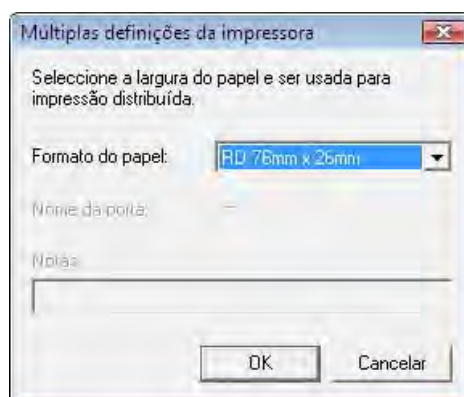 Múltiplas definições da impressora
Seleccione a largura do papel e ser usada para
impressão distribuída.
Formato do papel: RD 76mm x 26mm
Nome da porta: ---
Notas
OK Cancelar